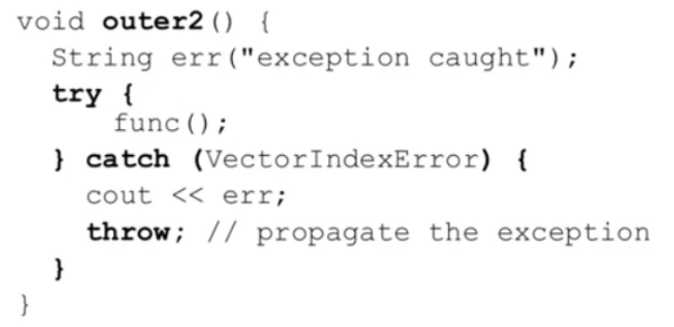 void outer2() {
String err("exception caught");
try {
func();
} catch (VectorIndexError) {
cout << err;
throw; // propagate the exception
}
}